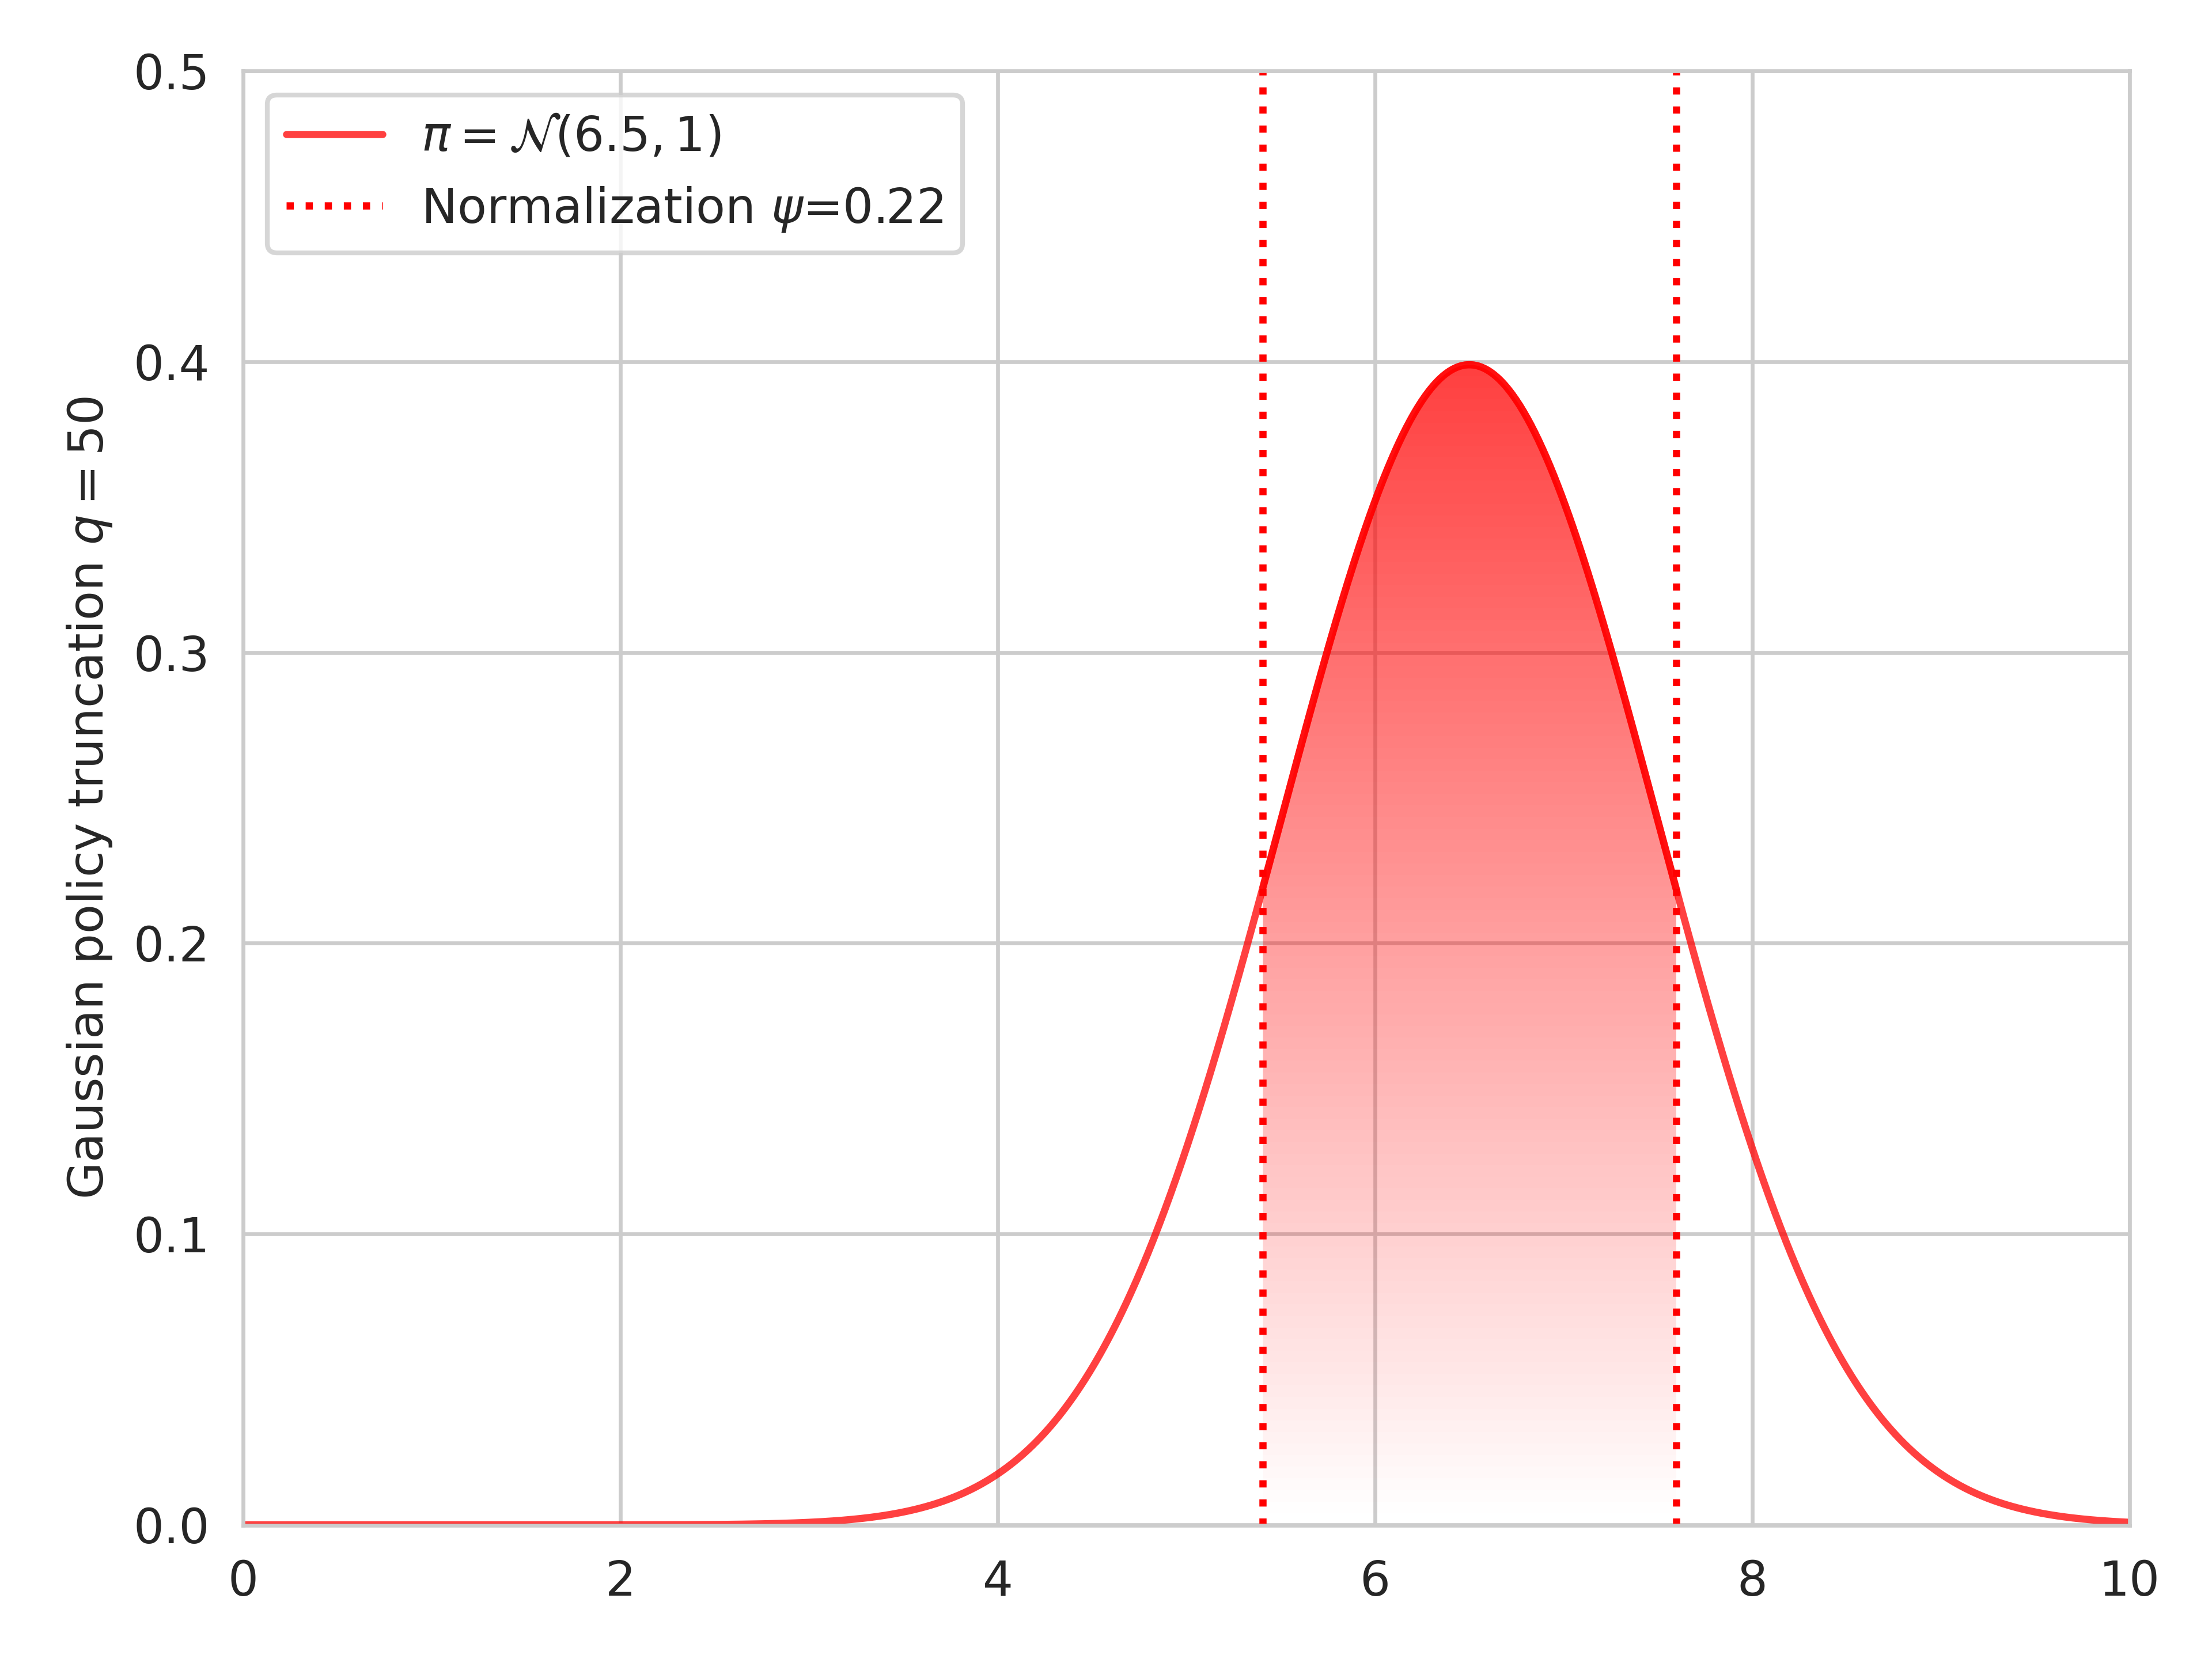 π = 𝒩(6.5, 1)
Normalization ψ=0.22
Gaussian policy truncation q = 50
0.5
0.4
0.3
0.2
0.1
0.0
0 2 4 6 8 10